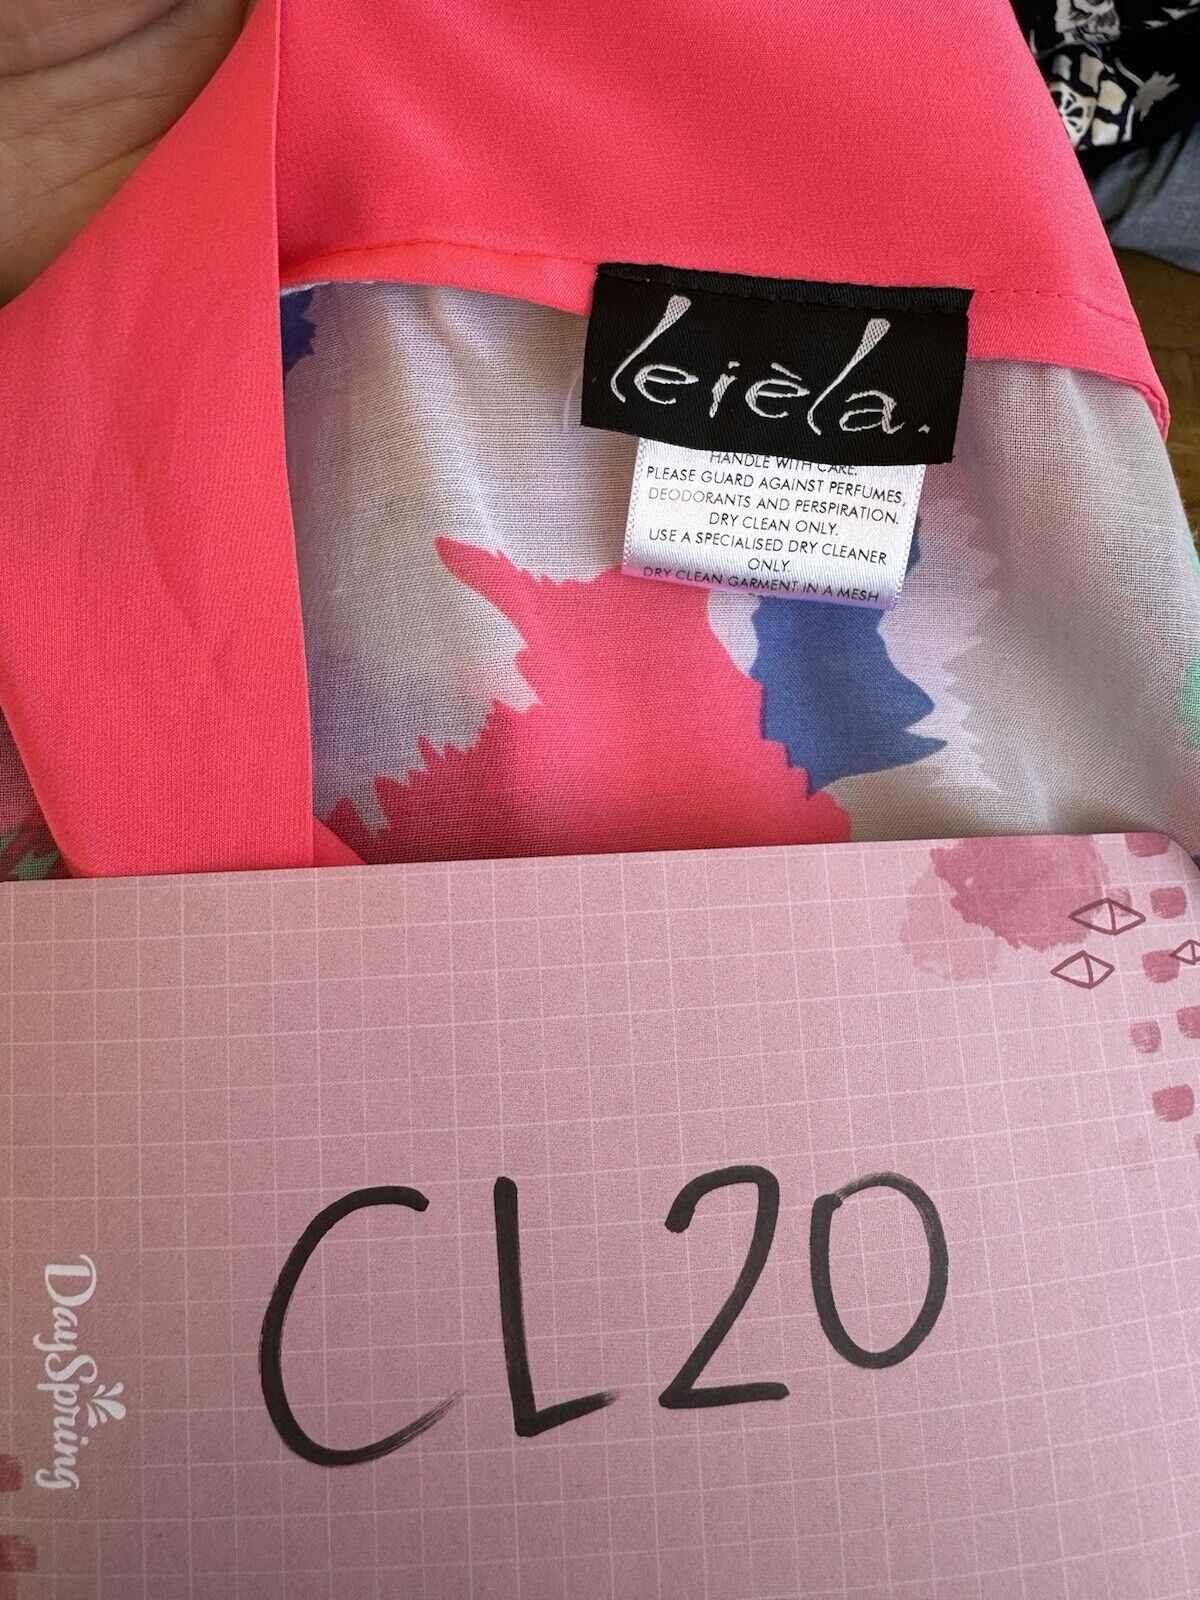 leièla.
HANDLE WITH CARE.
PLEASE GUARD AGAINST PERFUMES,
DEODORANTS AND PERSPIRATION.
DRY CLEAN ONLY.
USE A SPECIALISED DRY CLEANER
ONLY.
DRY CLEAN GARMENT IN A MESH
CL20
DaySpring